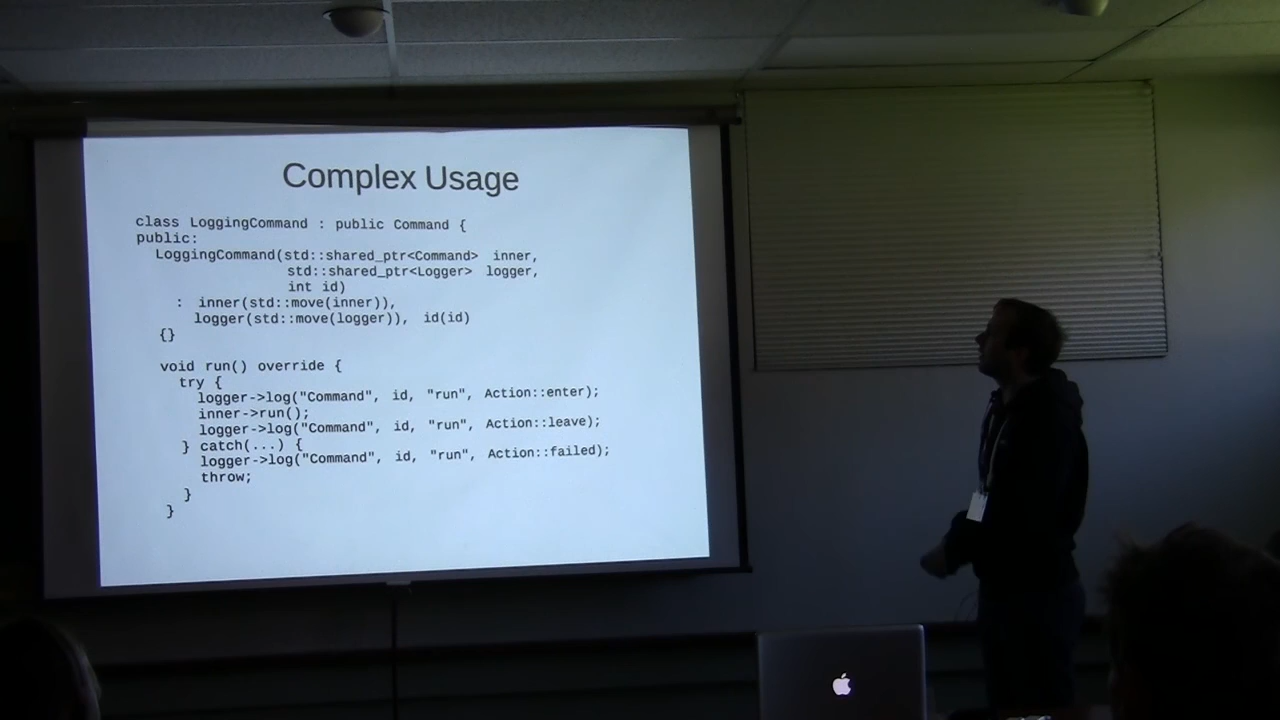 Complex Usage
class LoggingCommand : public Command {
public:
LoggingCommand(std::shared_ptr<Command> inner,
std::shared_ptr<Logger> logger,
int id)
: inner(std::move(inner)),
logger(std::move(logger)), id(id)
{}
void run() override {
try {
logger->log("Command", id, "run", Action::enter);
inner->run();
logger->log("Command", id, "run", Action::leave);
} catch(...) {
logger->log("Command", id, "run", Action::failed);
throw;
}
}